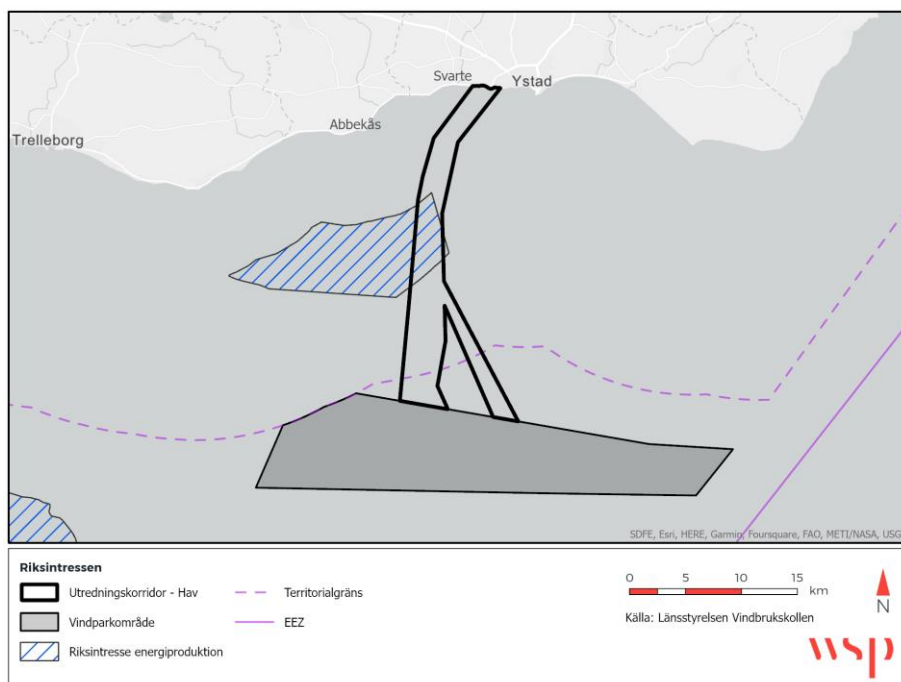 Svarte
Ystad
Abbekås
Trelleborg
SDFE, Esri, HERE, Garmin, Foursquare, FAO, METI/NASA, USG
Riksintressen
Utredningskorridor - Hav
Vindparkområde
Riksintresse energiproduktion
Territorialgräns
EEZ
0 5 10 15
km
Källa: Länsstyrelsen Vindbrukskollen
N
wsp